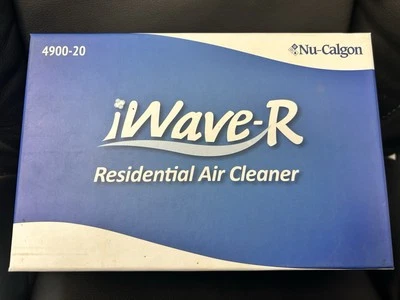 4900-20
Nu-Calgon
iWave-R
Residential Air Cleaner